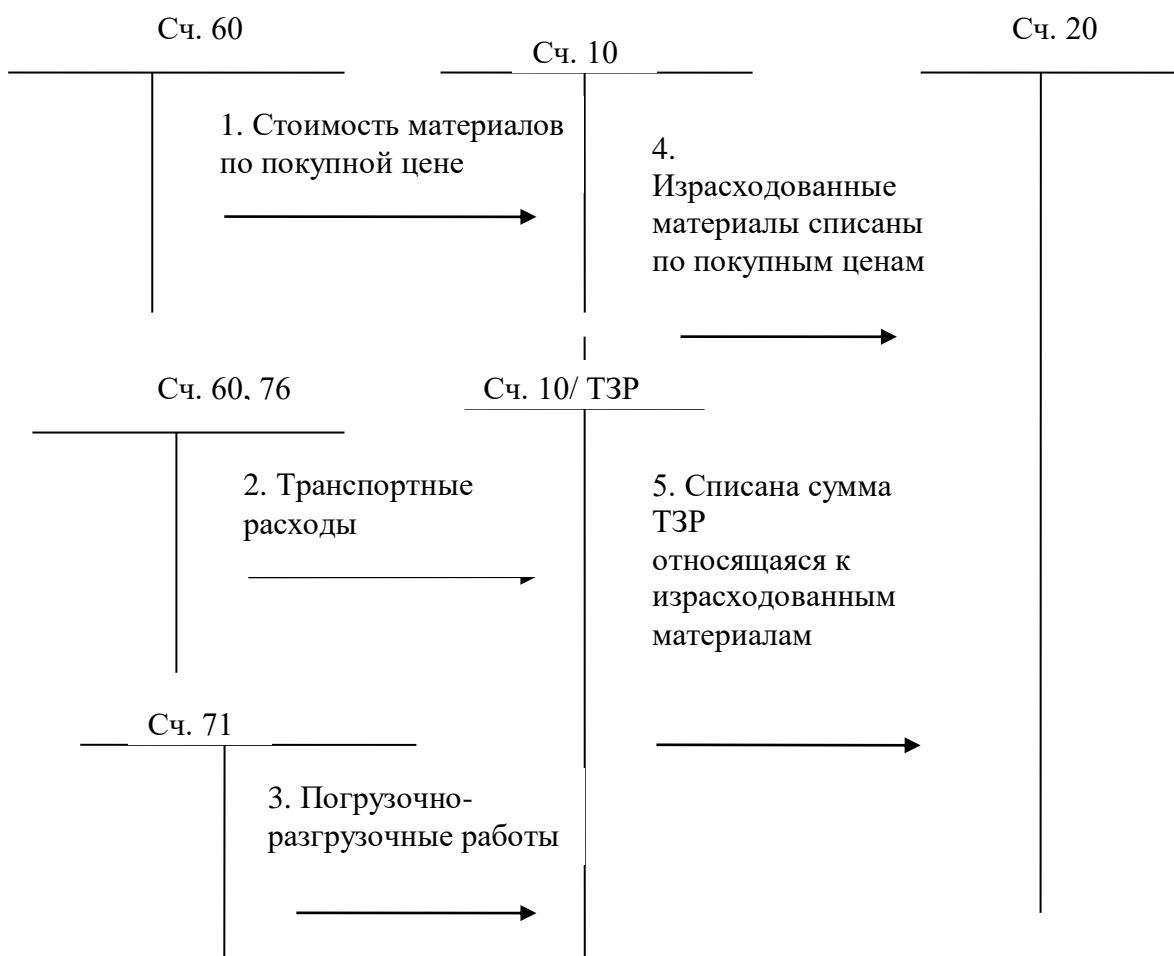 Сч. 60
Сч. 10
Сч. 20
1. Стоимость материалов
по покупной цене
4.
Израсходованные
материалы списаны
по покупным ценам
Сч. 60, 76
Сч. 10/ ТЗР
2. Транспортные
расходы
5. Списана сумма
ТЗР
относящаяся к
израсходованным
материалам
Сч. 71
3. Погрузочно-
разгрузочные работы